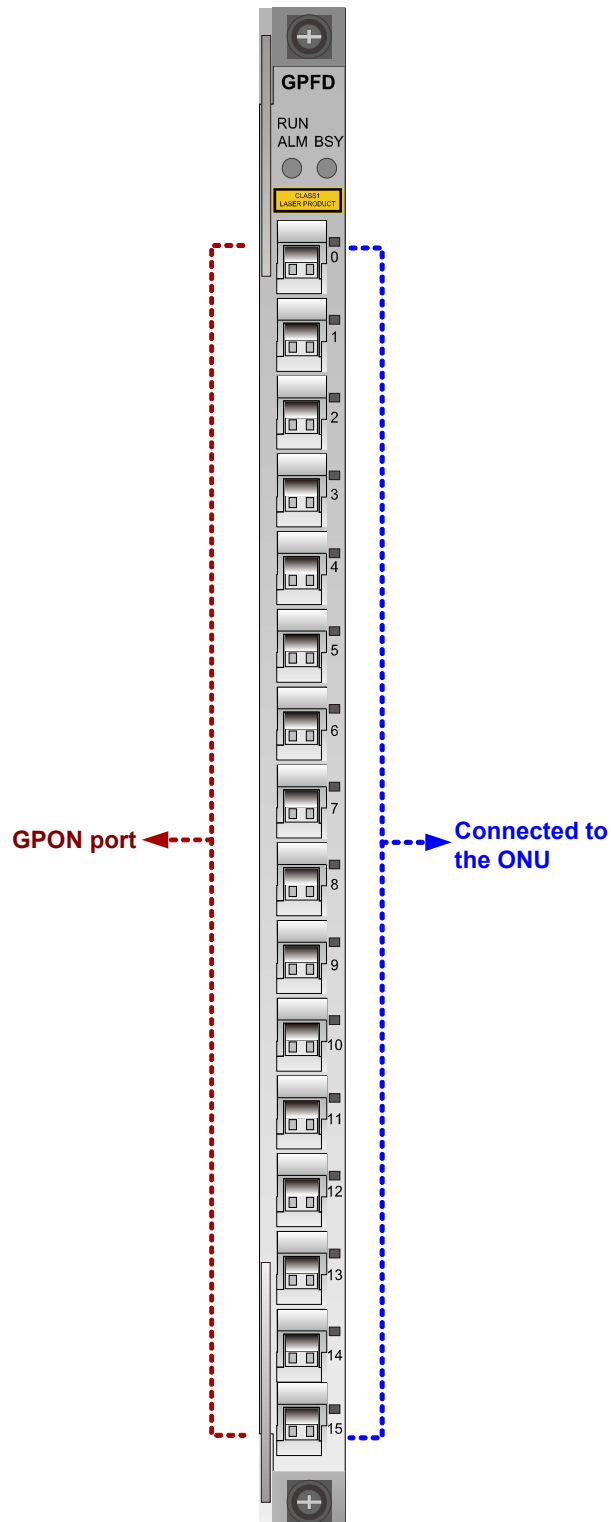 GPFD
RUN
ALM BSY
CLASS1
LASER PRODUCT
0
1
2
3
4
5
6
7
GPON port
Connected to
the ONU
8
9
10
11
12
13
14
15